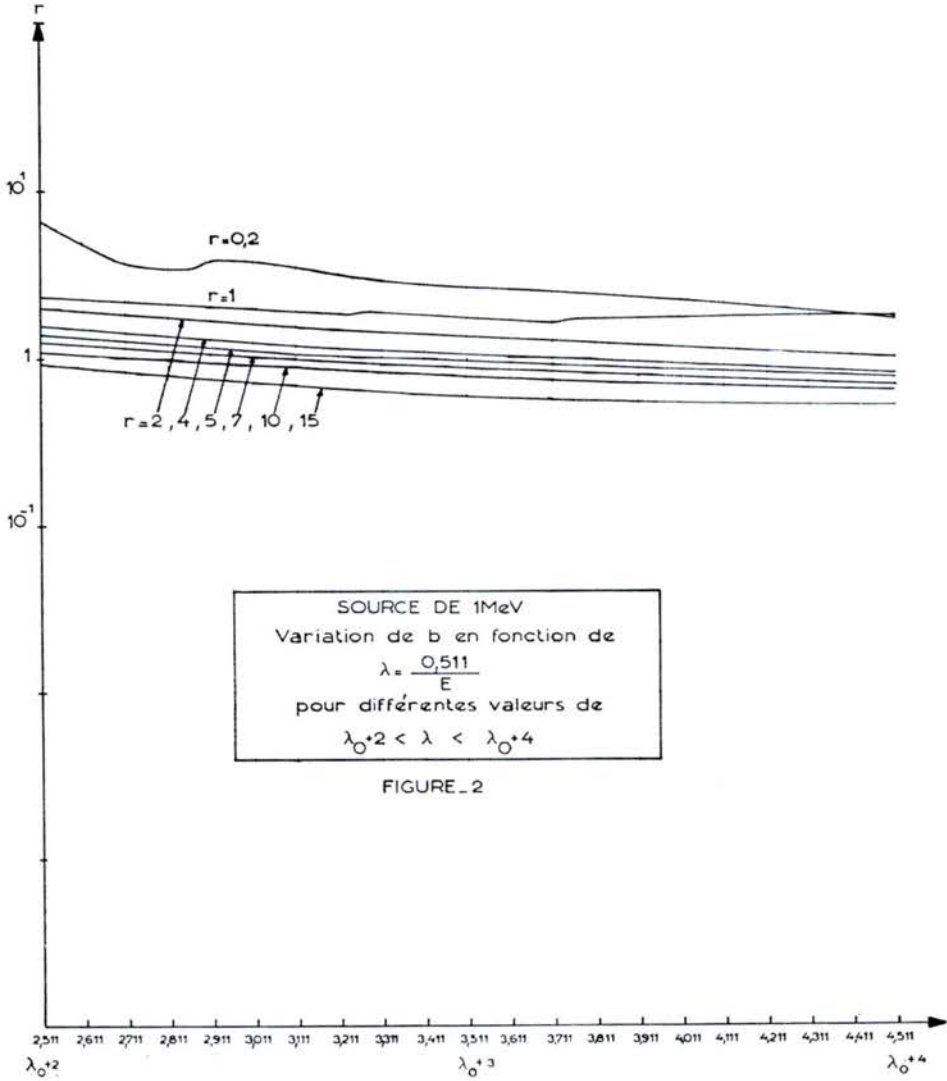 r
10¹
r=0,2
r=1
1
r=2 , 4 , 5 , 7 , 10 , 15
10⁻¹
SOURCE DE 1MeV
Variation de b en fonction de
λ= 0,511
E
pour différentes valeurs de
λ₀+2 < λ < λ₀+4
FIGURE_2
2,511 2,611 2,711 2,811 2,911 3,011 3,111 3,211 3,311 3,411 3,511 3,611 3,711 3,811 3,911 4,011 4,111 4,211 4,311 4,411 4,511
λ₀+2 λ₀+3 λ₀+4